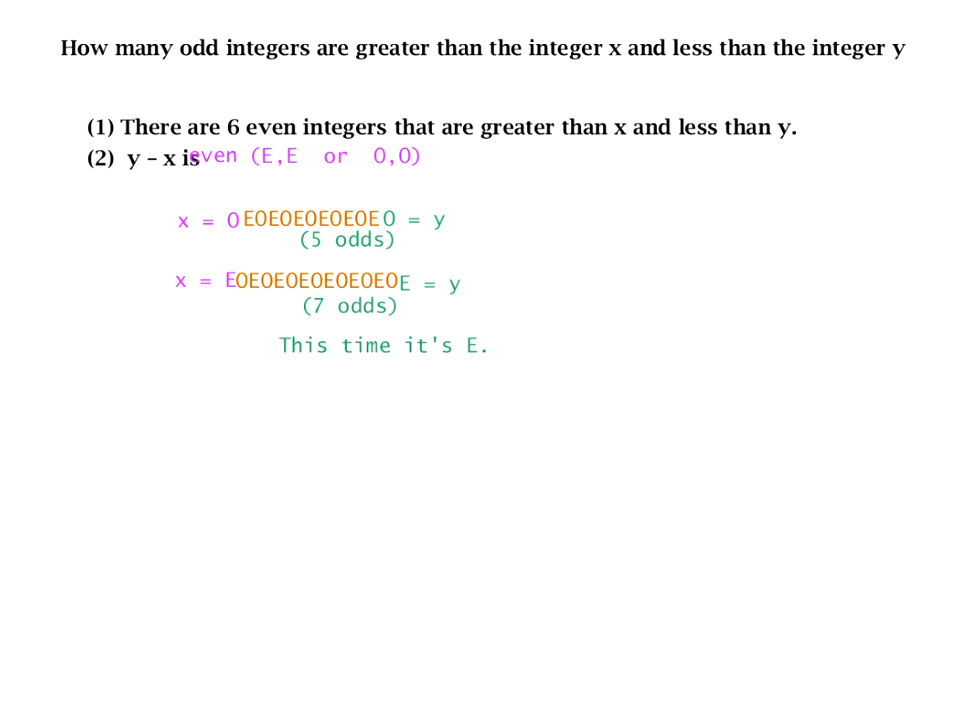 How many odd integers are greater than the integer x and less than the integer y
(1) There are 6 even integers that are greater than x and less than y.
(2) y – x is even (E,E or O,O)
x = O EOEOEOEOEOE O = y
(5 odds)
x = E OEOEOEOEOEOEO E = y
(7 odds)
This time it's E.